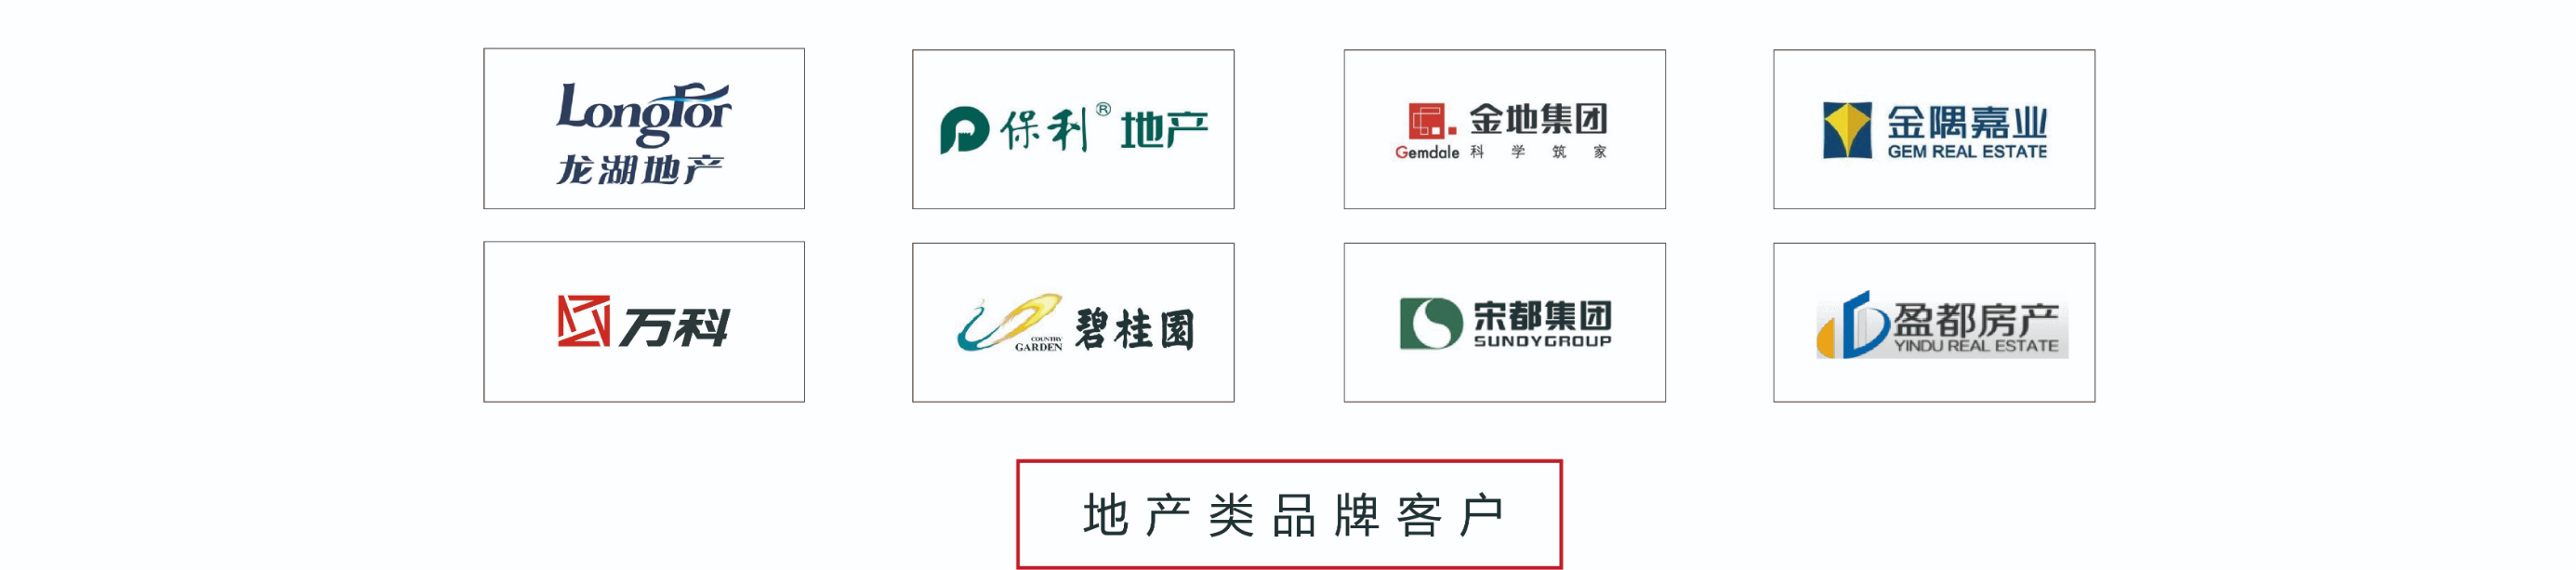 LongFor
龙湖地产
保利® 地产
金地集团
Gemdale 科学筑家
金隅嘉业
GEM REAL ESTATE
万科
COUNTRY
GARDEN
碧桂园
宋都集团
SUNDYGROUP
盈都房产
YINDU REAL ESTATE
地产类品牌客户